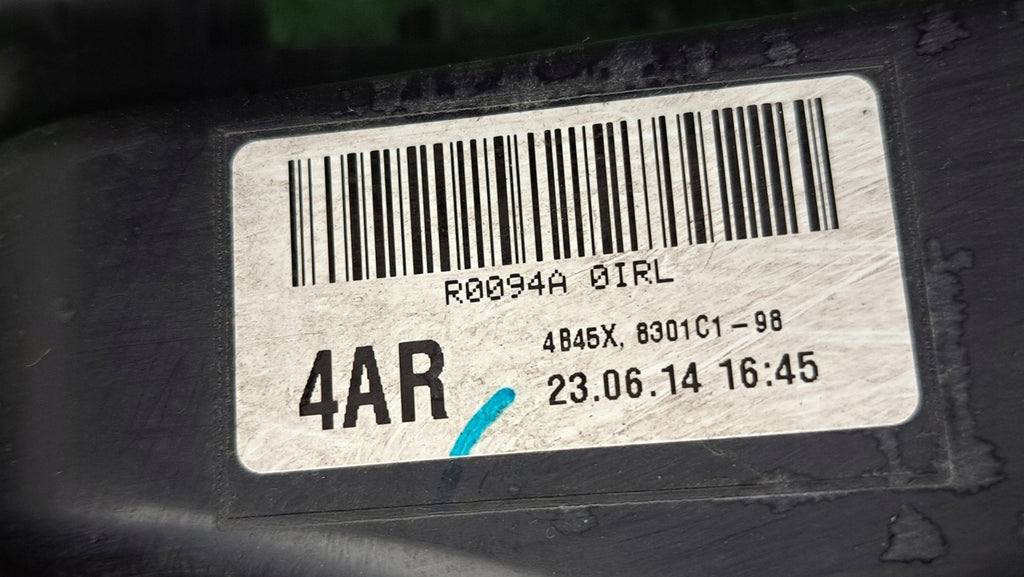 R0094A 0IRL
4AR
4B45X, 8301C1-98
23.06.14 16:45